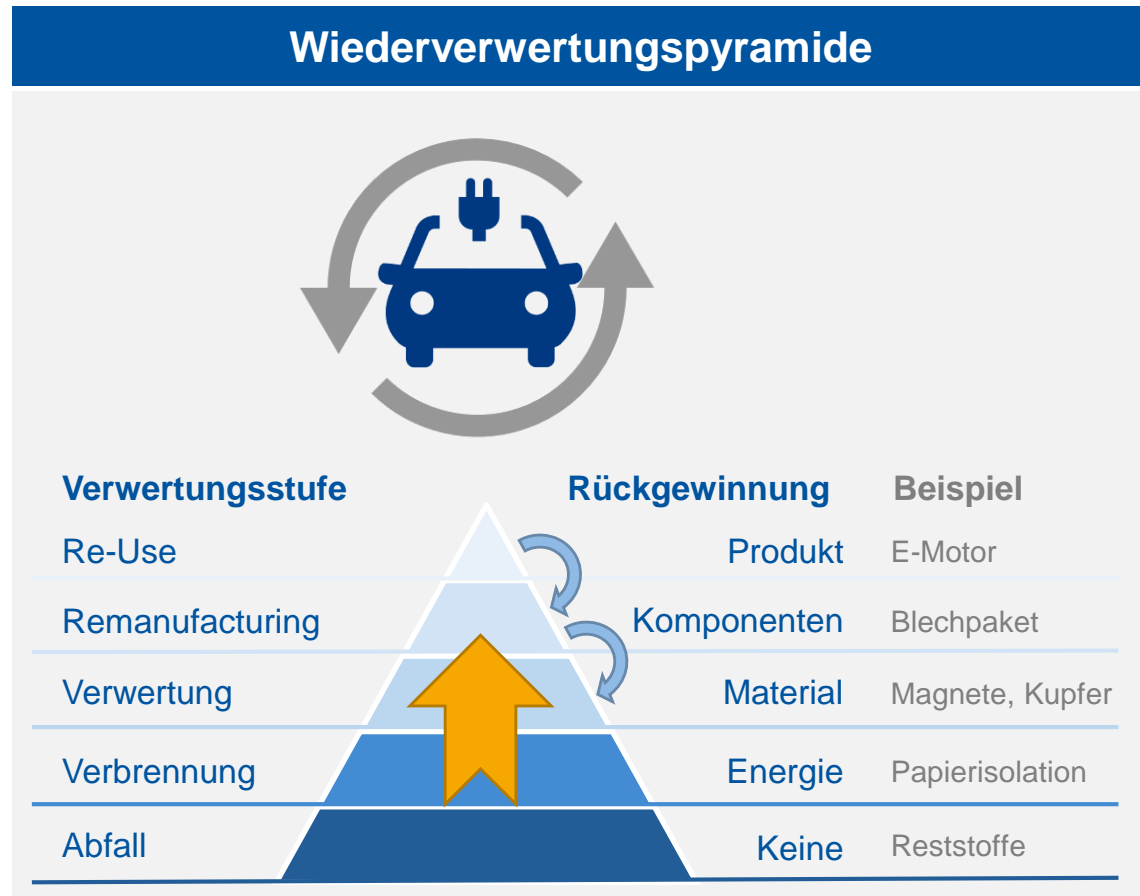 Wiederverwertungspyramide
Verwertungsstufe Rückgewinnung Beispiel
Re-Use Produkt E-Motor
Remanufacturing Komponenten Blechpaket
Verwertung Material Magnete, Kupfer
Verbrennung Energie Papierisolation
Abfall Keine Reststoffe